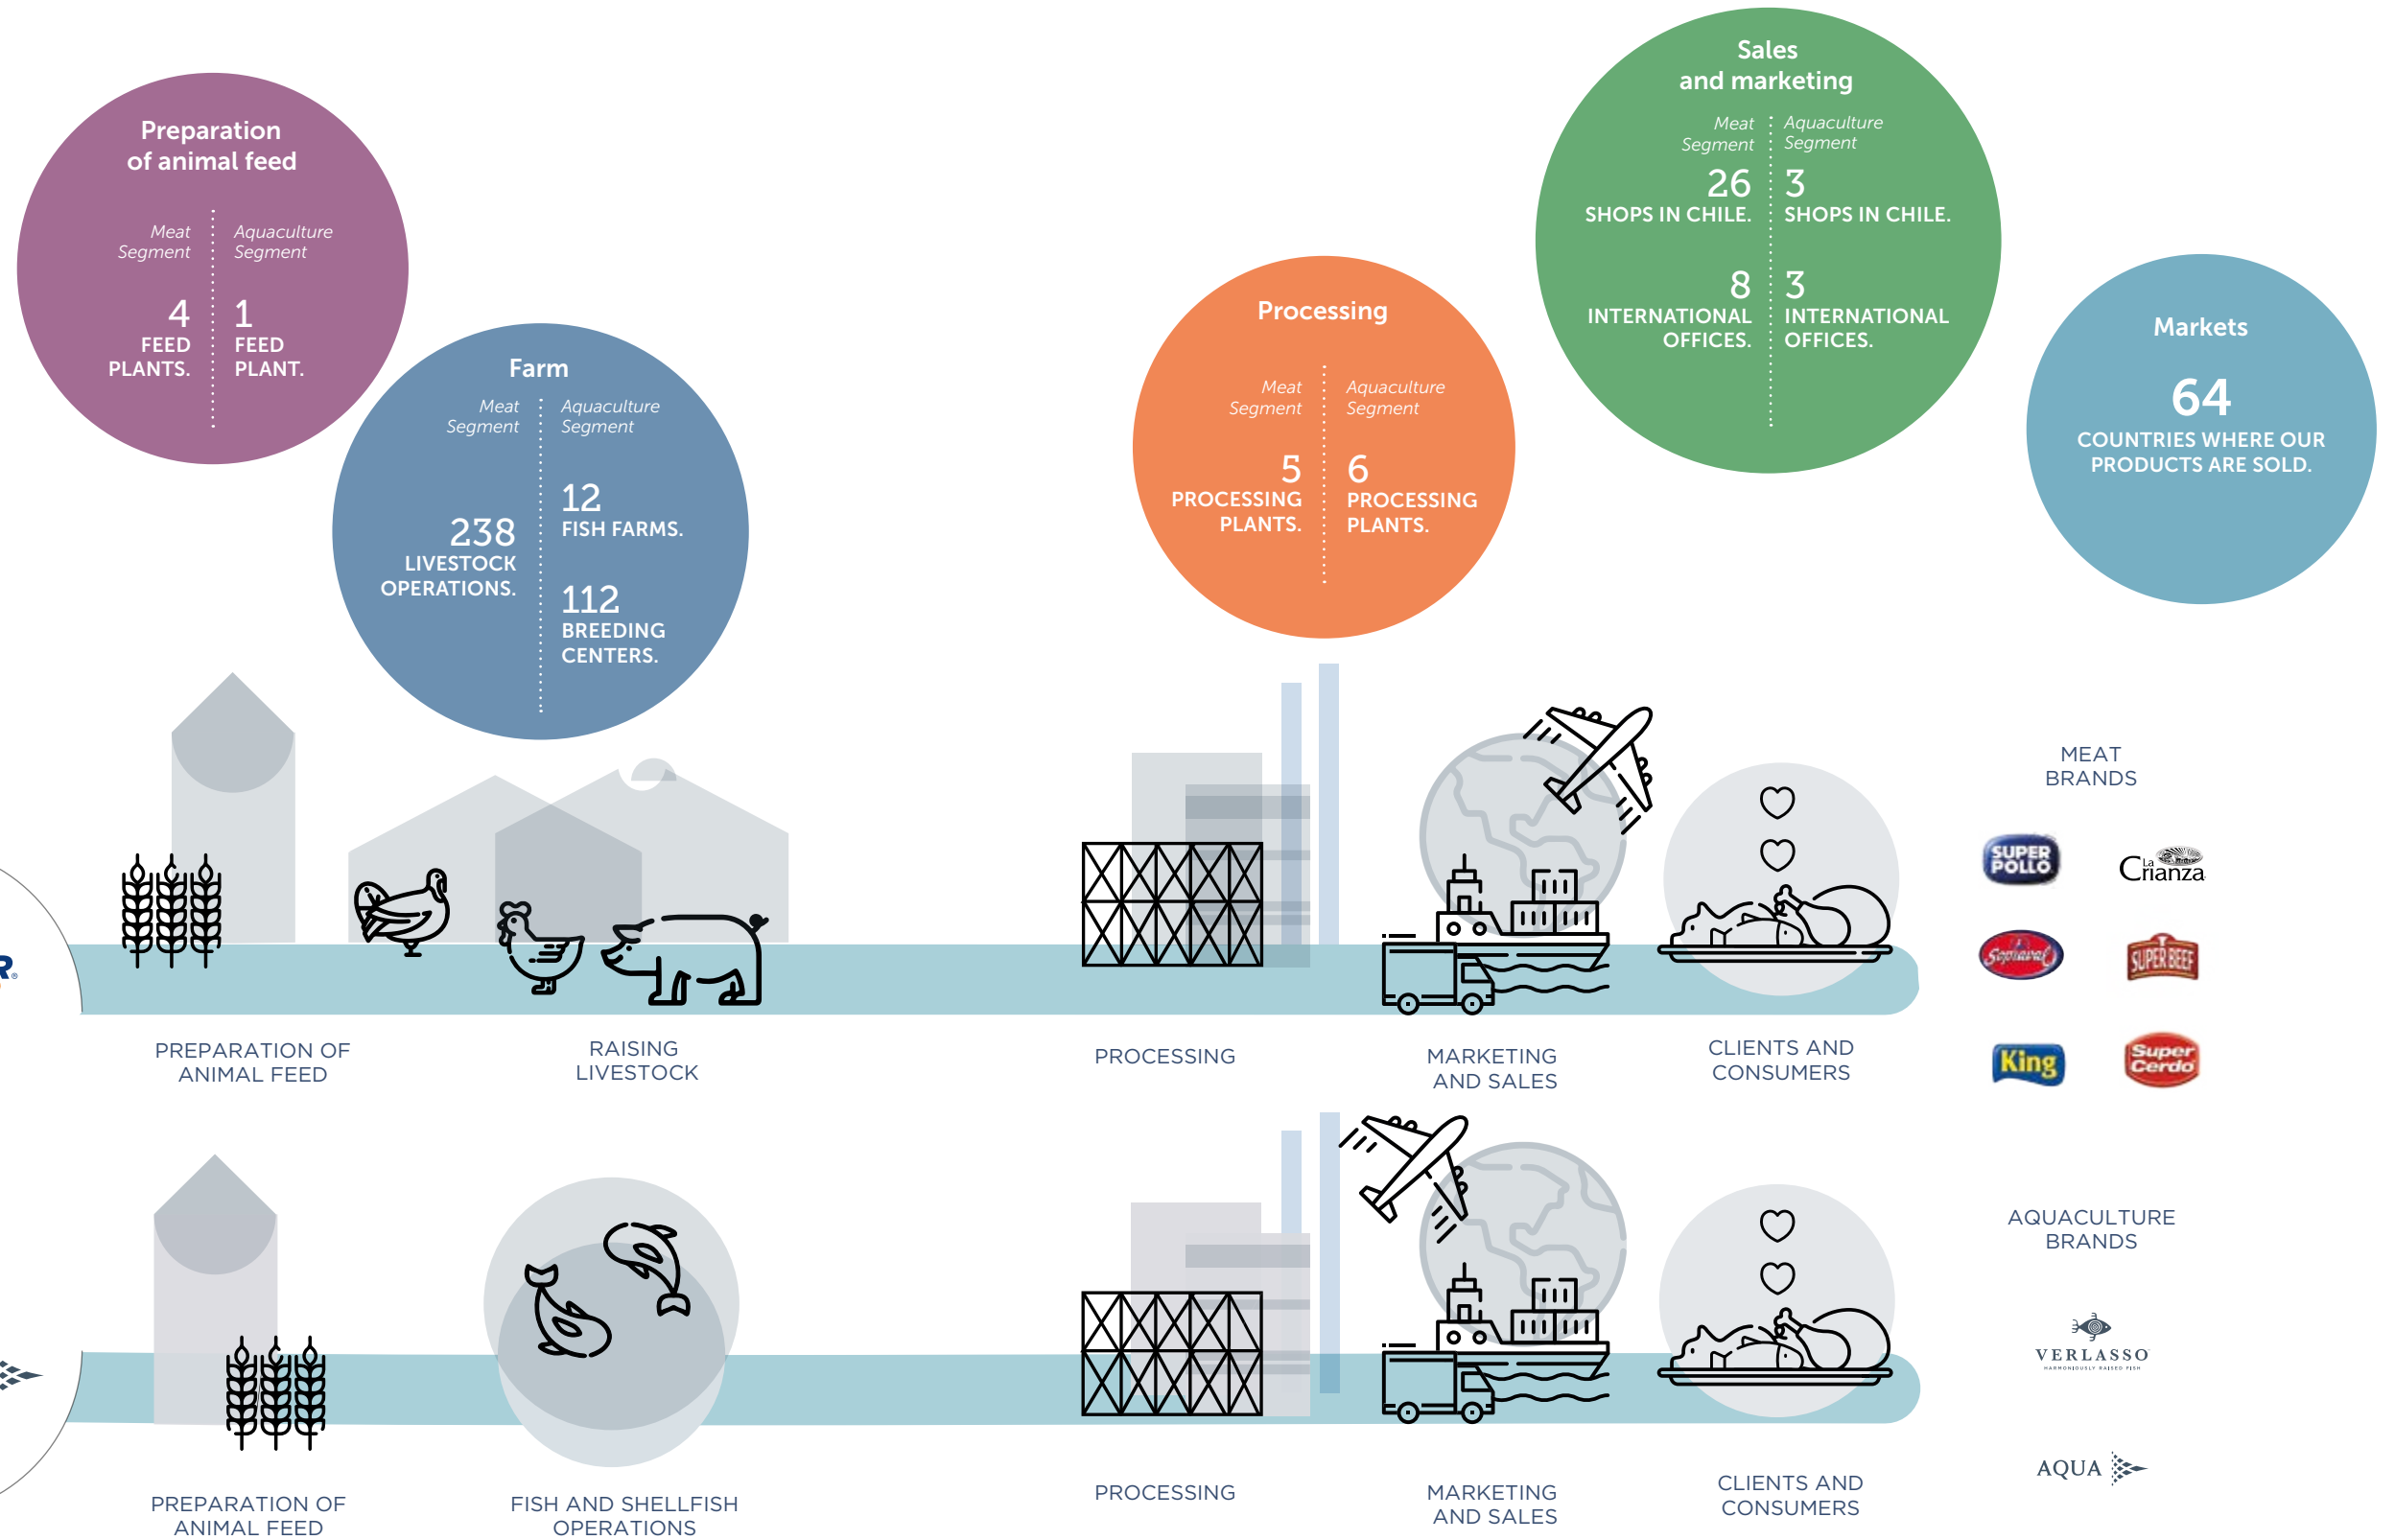 Preparation
of animal feed
Meat
Segment
Aquaculture
Segment
4
FEED
PLANTS.
1
FEED
PLANT.
Farm
Meat
Segment
Aquaculture
Segment
238
LIVESTOCK
OPERATIONS.
12
FISH FARMS.
112
BREEDING
CENTERS.
Processing
Meat
Segment
Aquaculture
Segment
5
PROCESSING
PLANTS.
6
PROCESSING
PLANTS.
Sales
and marketing
Meat
Segment
Aquaculture
Segment
26
SHOPS IN CHILE.
3
SHOPS IN CHILE.
8
INTERNATIONAL
OFFICES.
3
INTERNATIONAL
OFFICES.
Markets
64
COUNTRIES WHERE OUR
PRODUCTS ARE SOLD.
R®
PREPARATION OF
ANIMAL FEED
RAISING
LIVESTOCK
PROCESSING
MARKETING
AND SALES
CLIENTS AND
CONSUMERS
MEAT
BRANDS
SUPER
POLLO
La
Crianza
Sopraval
SUPER BEEF
King
Super
Cerdo
PREPARATION OF
ANIMAL FEED
FISH AND SHELLFISH
OPERATIONS
PROCESSING
MARKETING
AND SALES
CLIENTS AND
CONSUMERS
AQUACULTURE
BRANDS
VERLASSO
HARMONIOUSLY RAISED FISH
AQUA